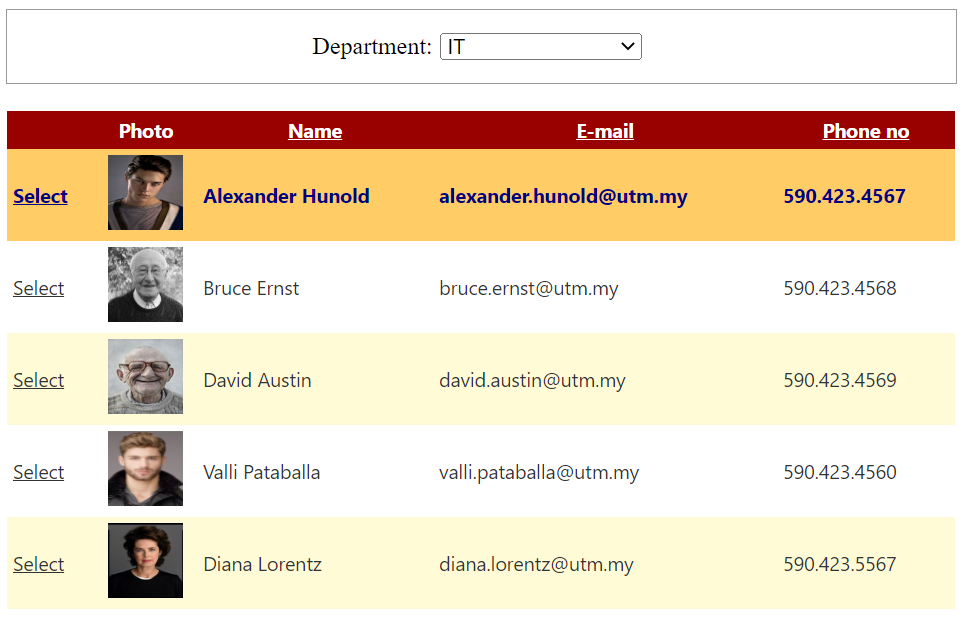 Department: IT
Photo Name E-mail Phone no
Select Alexander Hunold alexander.hunold@utm.my 590.423.4567
Select Bruce Ernst bruce.ernst@utm.my 590.423.4568
Select David Austin david.austin@utm.my 590.423.4569
Select Valli Pataballa valli.pataballa@utm.my 590.423.4560
Select Diana Lorentz diana.lorentz@utm.my 590.423.5567